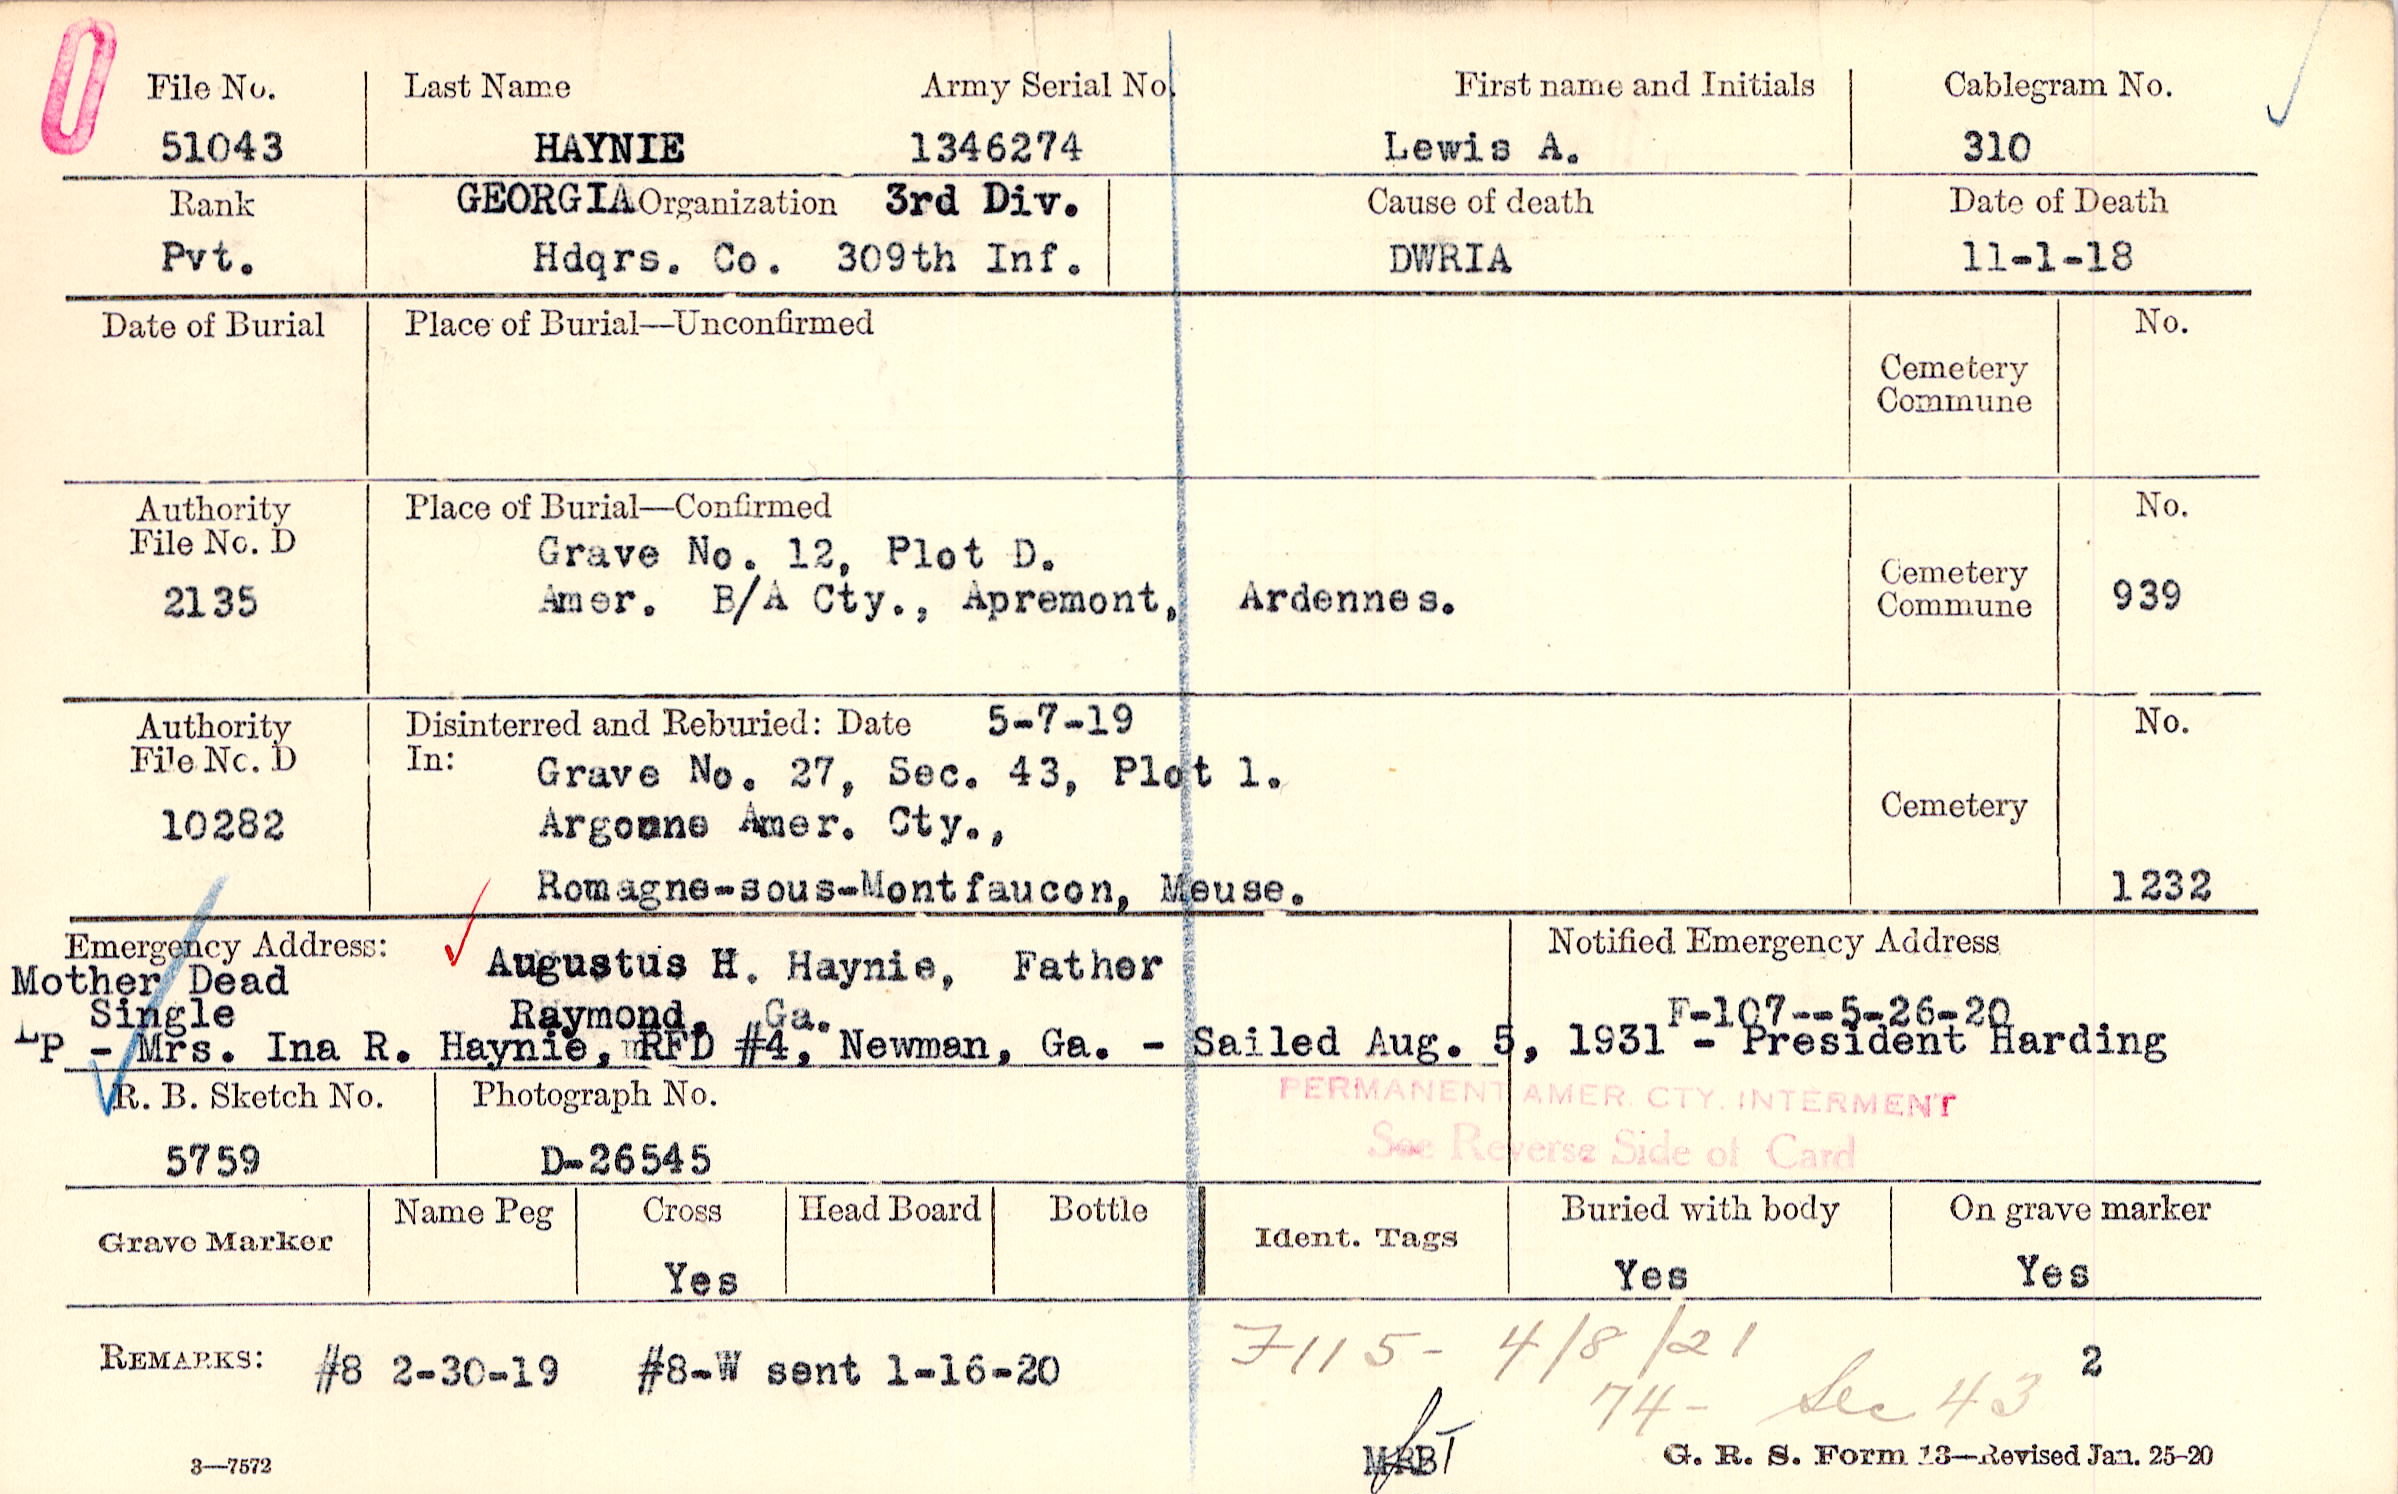 File No. Last Name Army Serial No. First name and Initials Cablegram No.
51043 HAYNIE 1346274 Lewis A. 310
Rank GEORGIA Organization 3rd Div. Cause of death Date of Death
Pvt. Hdqrs. Co. 309th Inf. DWRIA 11-1-18
Date of Burial Place of Burial—Unconfirmed No.
Cemetery
Commune
Authority Place of Burial—Confirmed No.
File No. D Grave No. 12, Plot D.
Cemetery
2135 Amer. B/A Cty., Apremont, Ardennes. Commune 939
Authority Disinterred and Reburied: Date 5-7-19 No.
File No. D In: Grave No. 27, Sec. 43, Plot 1.
10282 Argonne Amer. Cty., Cemetery
Romagne-sous-Montfaucon, Meuse. 1232
Emergency Address: Augustus H. Haynie, Father Notified Emergency Address
Mother Dead
Single Raymond, Ga. F-107--5-26-20
LP - Mrs. Ina R. Haynie, RFD #4, Newman, Ga. - Sailed Aug. 5, 1931 - President Harding
R. B. Sketch No. Photograph No. PERMANENT AMER. CTY. INTERMENT
5759 D-26545 See Reverse Side of Card
Grave Marker Name Peg Cross Head Board Bottle Ident. Tags Buried with body On grave marker
Yes Yes Yes
REMARKS: #8 2-30-19 #8-W sent 1-16-20 F115- 4/8/21 2
74- Sec 43
3—7572 G. R. S. Form 13—Revised Jan. 25-20